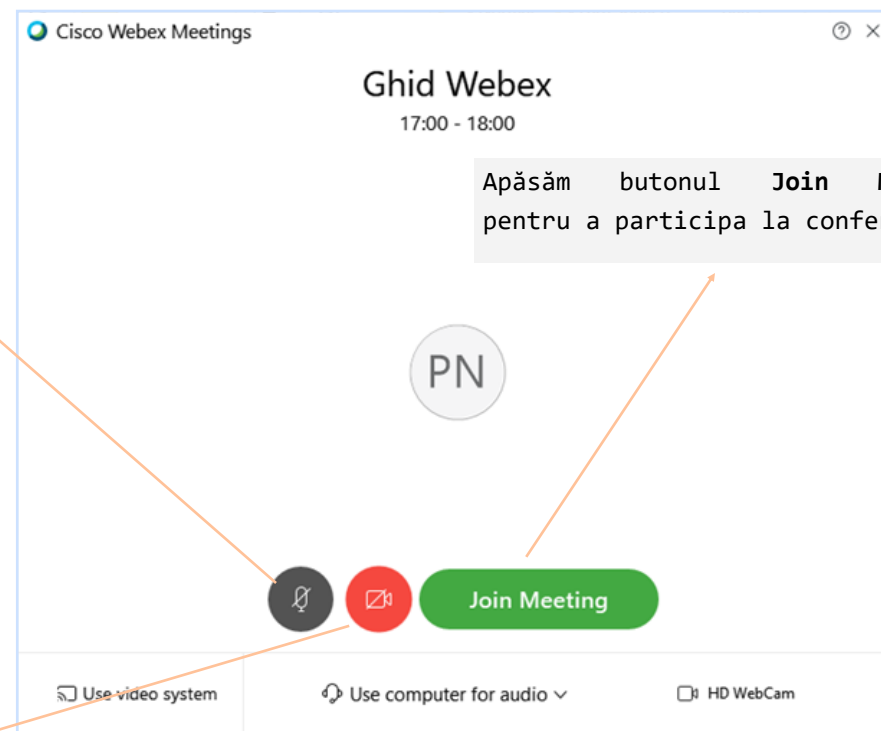 Cisco Webex Meetings
Ghid Webex
17:00 - 18:00
Apăsăm butonul Join
pentru a participa la confe
PN
Join Meeting
Use video system
Use computer for audio
HD WebCam